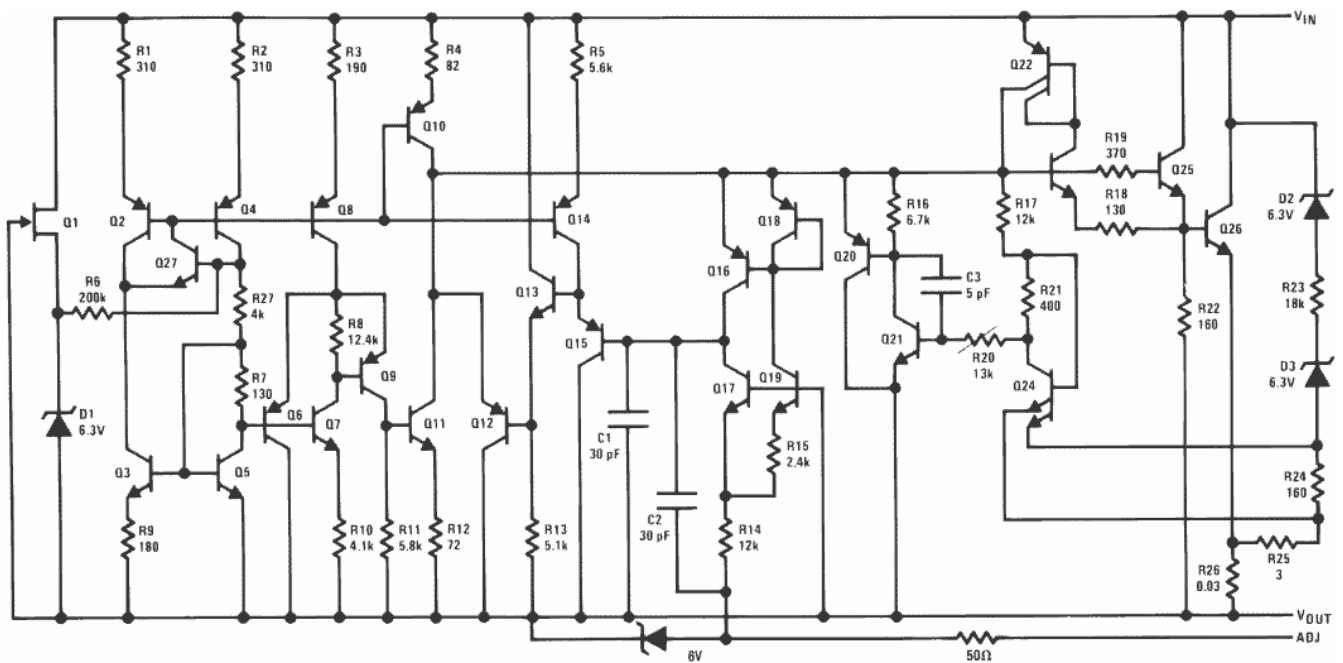 VIN
R1
310
R2
310
R3
190
R4
82
R5
5.6k
Q22
Q10
R19
370
Q25
R18
130
Q1
Q2
Q4
Q8
Q14
R16
6.7k
R17
12k
Q18
Q20
Q16
Q26
D2
6.3V
Q27
R6
200k
R27
4k
Q13
C3
5 pF
R21
400
R22
160
R23
18k
R8
12.4k
Q9
Q15
Q21
R20
13k
D3
6.3V
R7
130
Q17
Q19
Q24
D1
6.3V
Q6
Q7
Q11
Q12
C1
30 pF
R15
2.4k
Q3
Q5
R24
160
R9
180
R10
4.1k
R11
5.8k
R12
72
R13
5.1k
C2
30 pF
R14
12k
R26
0.03
R25
3
VOUT
6V
50Ω
ADJ